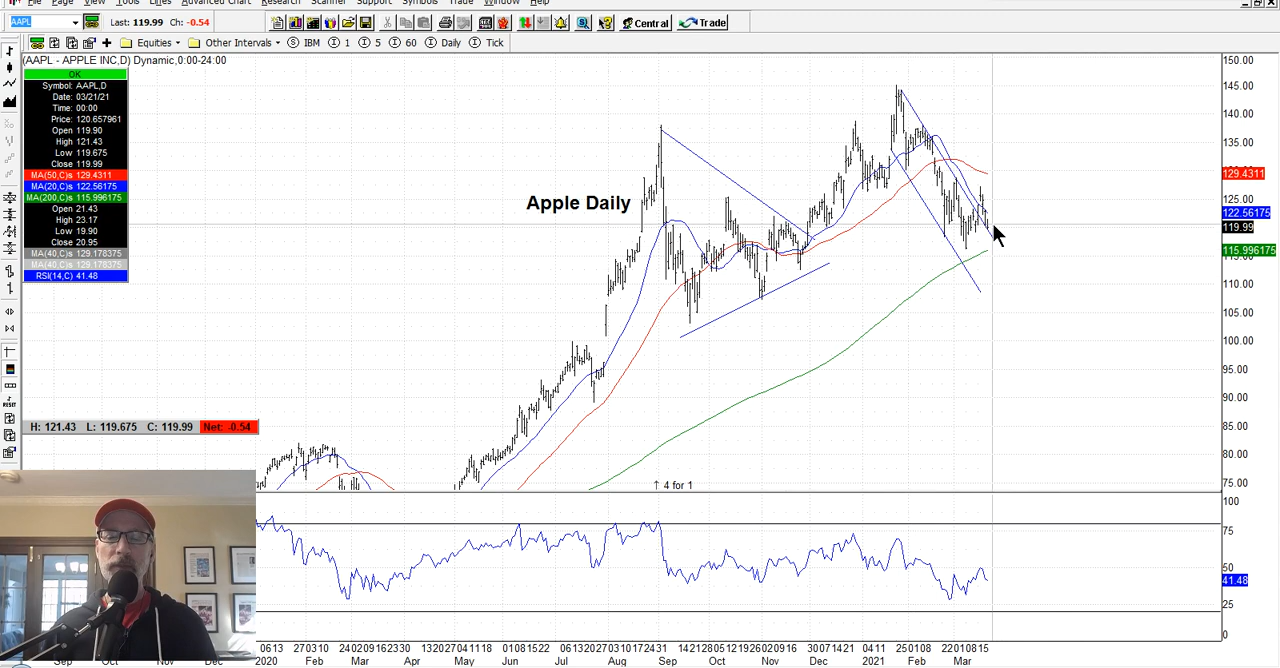 File Page View Tools Lines Advanced Chart Research Scanner Support Symbols Trade Window Help
AAPL Last: 119.99 Ch: -0.54 Central Trade
Equities Other Intervals IBM 1 5 60 Daily Tick
(AAPL - APPLE INC,D) Dynamic,0:00-24:00
OK
Symbol: AAPL,D
Date: 03/21/21
Time: 00:00
Price: 120.657961
Open 119.90
High 121.43
Low 119.675
Close 119.99
MA(50,C)s 129.4311
MA(20,C)s 122.56175
MA(200,C)s 115.996175
Open 21.43
High 23.17
Low 19.90
Close 20.95
MA(40,C)s 129.178375
MA(40,C)s 129.178375
RSI(14,C) 41.48
RESET
H: 121.43 L: 119.675 C: 119.99 Net: -0.54
Apple Daily
4 for 1
150.00
145.00
140.00
135.00
129.4311
125.00
122.56175
119.99
115.996175
110.00
105.00
100.00
95.00
90.00
85.00
80.00
75.00
100
75
50
41.48
25
0
2020 Feb Mar Apr May Jun Jul Aug Sep Oct Nov Dec 2021 Feb Mar